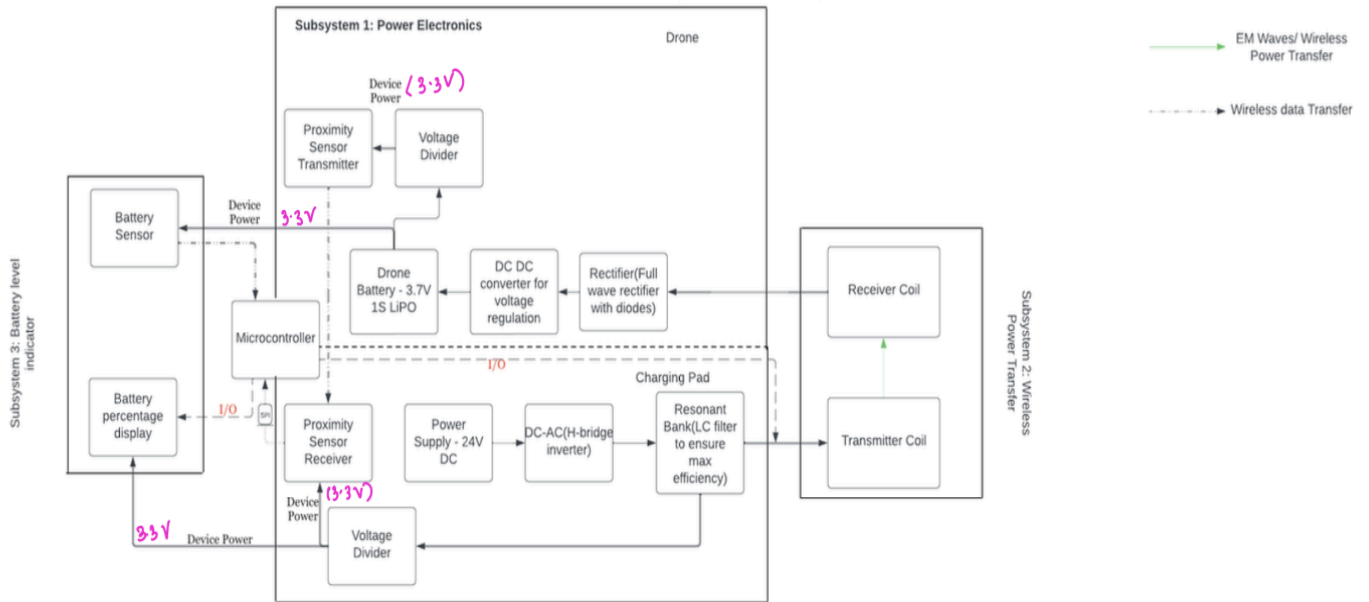 Subsystem 1: Power Electronics
Drone
EM Waves/ Wireless
Power Transfer
Wireless data Transfer
Device
Power
(3.3V)
Proximity
Sensor
Transmitter
Voltage
Divider
Battery
Sensor
Device
Power
3.3V
Drone
Battery - 3.7V
1S LiPO
DC DC
converter for
voltage
regulation
Rectifier(Full
wave rectifier
with diodes)
Receiver Coil
Subsystem 3: Battery level
indicator
Subsystem 2: Wireless
Power Transfer
Microcontroller
I/O
Charging Pad
Battery
percentage
display
I/O
SPI
Proximity
Sensor
Receiver
Power
Supply - 24V
DC
DC-AC(H-bridge
inverter)
Resonant
Bank(LC filter
to ensure
max
efficiency)
Transmitter Coil
Device
Power
(3.3V)
3.3V
Device Power
Voltage
Divider